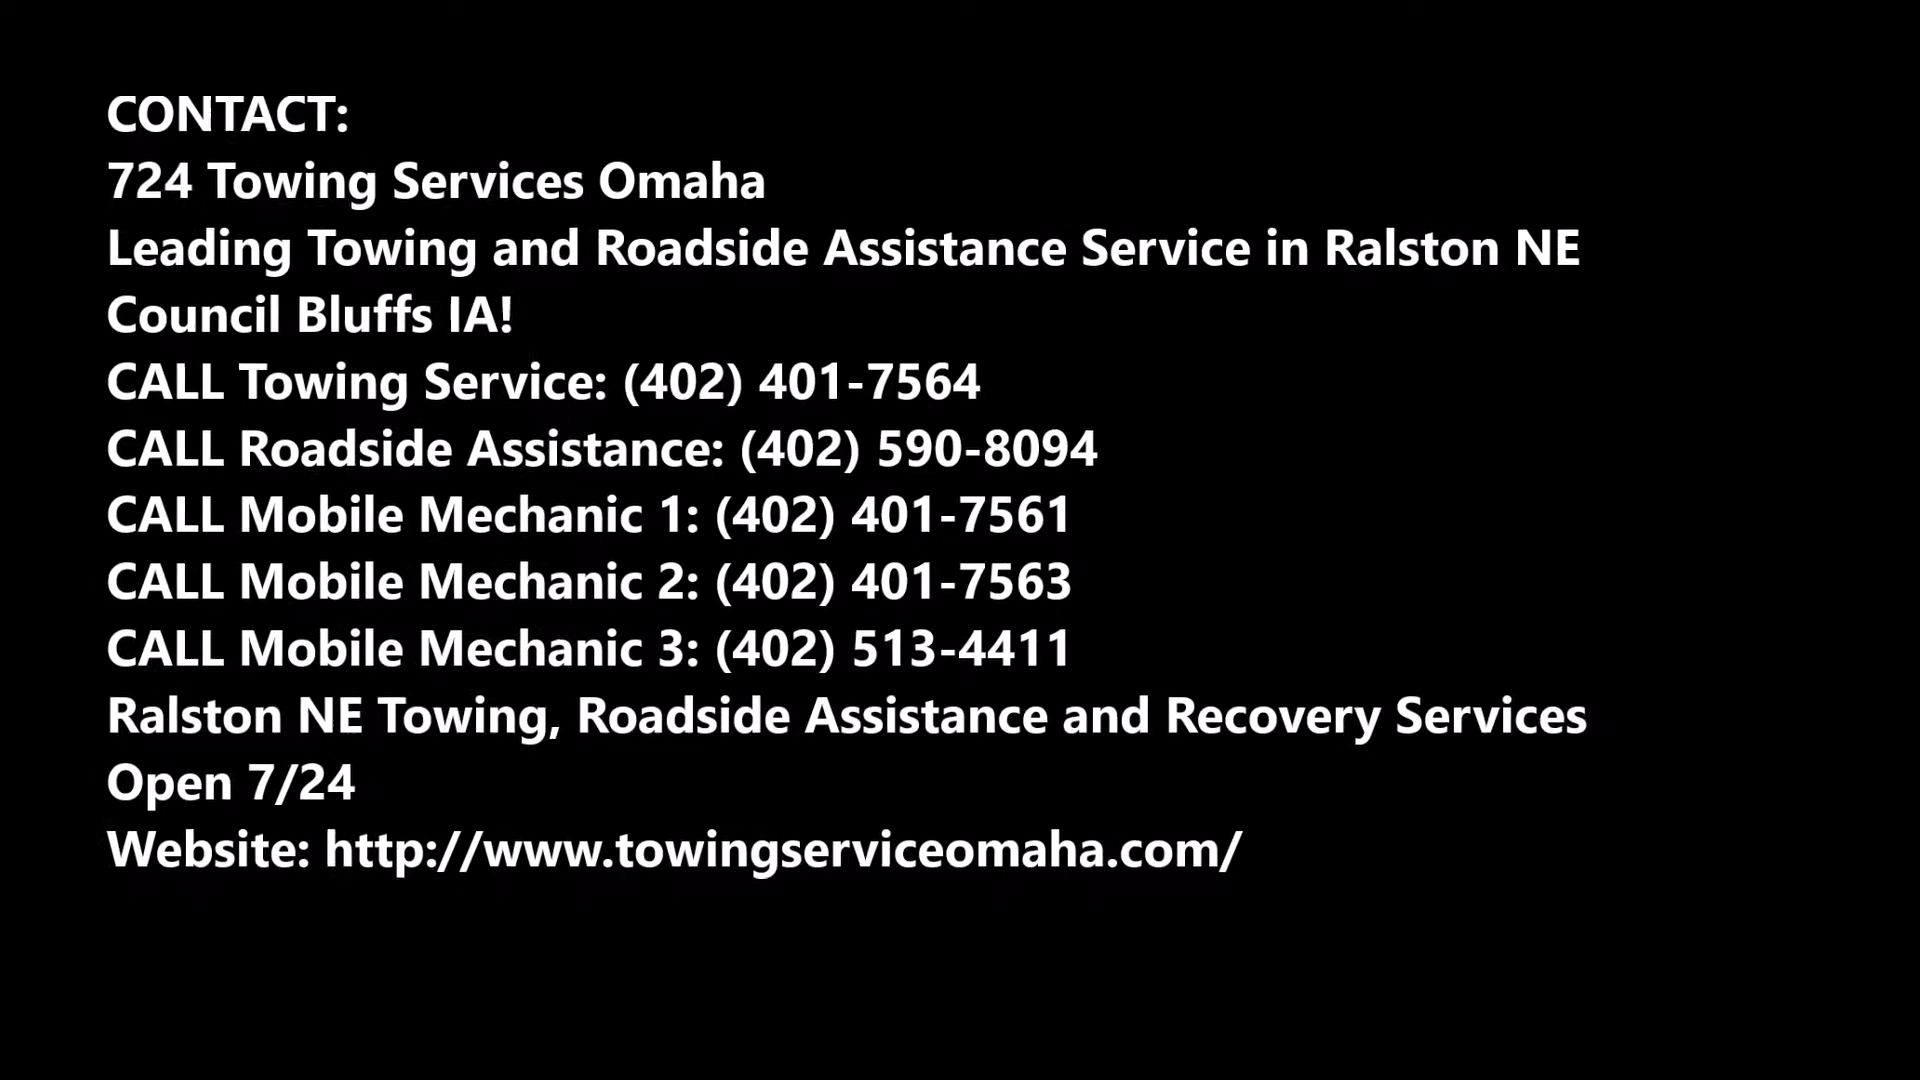 CONTACT:
724 Towing Services Omaha
Leading Towing and Roadside Assistance Service in Ralston NE
Council Bluffs IA!
CALL Towing Service: (402) 401-7564
CALL Roadside Assistance: (402) 590-8094
CALL Mobile Mechanic 1: (402) 401-7561
CALL Mobile Mechanic 2: (402) 401-7563
CALL Mobile Mechanic 3: (402) 513-4411
Ralston NE Towing, Roadside Assistance and Recovery Services
Open 7/24
Website: http://www.towingserviceomaha.com/